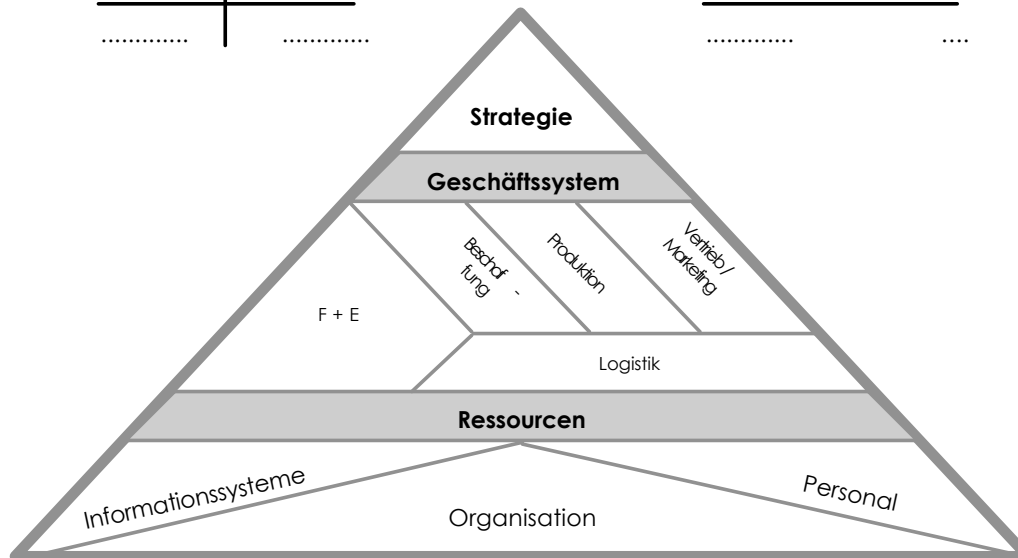 ............. ............. ............. ....
Strategie
Geschäftssystem
Beschaf -
fung
Produktion
Vertrieb /
Marketing
F + E
Logistik
Ressourcen
Informationssysteme
Organisation
Personal